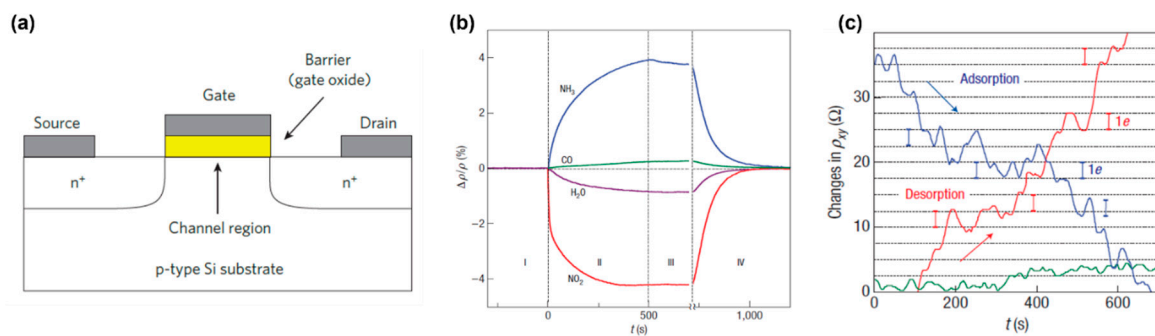 (a)
Barrier
(gate oxide)
Gate
Source
Drain
n+
n+
Channel region
p-type Si substrate
(b)
4
2
0
-2
-4
Δρ/ρ (%)
NH3
CO
H2O
NO2
I
II
III
IV
0
500
1,000
t (s)
(c)
Changes in ρxy (Ω)
30
20
10
0
Adsorption
1e
1e
Desorption
0
200
400
600
t (s)